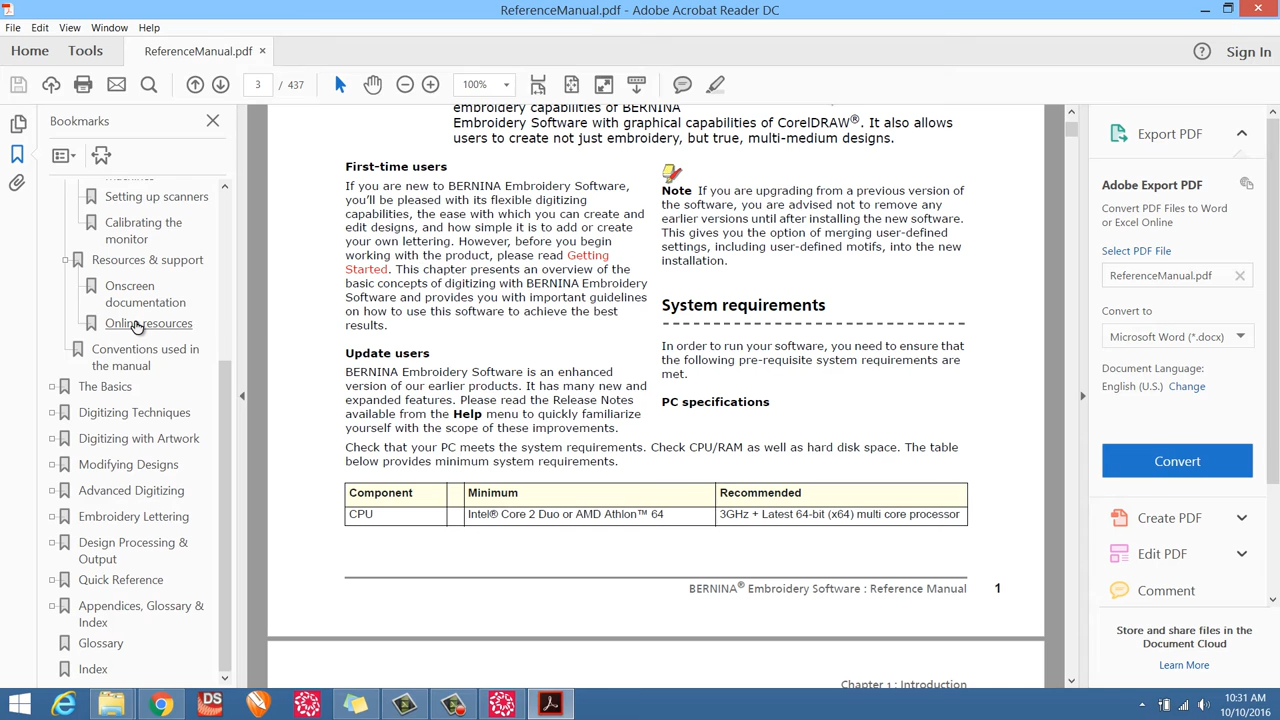 ReferenceManual.pdf - Adobe Acrobat Reader DC
File Edit View Window Help
Home Tools ReferenceManual.pdf × Sign In
3 / 437 100%
Bookmarks
Setting up scanners
Calibrating the
monitor
Resources & support
Onscreen
documentation
Online resources
Conventions used in
the manual
The Basics
Digitizing Techniques
Digitizing with Artwork
Modifying Designs
Advanced Digitizing
Embroidery Lettering
Design Processing &
Output
Quick Reference
Appendices, Glossary &
Index
Glossary
Index
embroidery capabilities of BERNINA
Embroidery Software with graphical capabilities of CorelDRAW®. It also allows
users to create not just embroidery, but true, multi-medium designs.
First-time users
If you are new to BERNINA Embroidery Software,
you'll be pleased with its flexible digitizing
capabilities, the ease with which you can create and
edit designs, and how simple it is to add or create
your own lettering. However, before you begin
working with the product, please read Getting
Started. This chapter presents an overview of the
basic concepts of digitizing with BERNINA Embroidery
Software and provides you with important guidelines
on how to use this software to achieve the best
results.
Update users
BERNINA Embroidery Software is an enhanced
version of our earlier products. It has many new and
expanded features. Please read the Release Notes
available from the Help menu to quickly familiarize
yourself with the scope of these improvements.
Note If you are upgrading from a previous version of
the software, you are advised not to remove any
earlier versions until after installing the new software.
This gives you the option of merging user-defined
settings, including user-defined motifs, into the new
installation.
System requirements
In order to run your software, you need to ensure that
the following pre-requisite system requirements are
met.
PC specifications
Check that your PC meets the system requirements. Check CPU/RAM as well as hard disk space. The table
below provides minimum system requirements.
Component Minimum Recommended
CPU Intel® Core 2 Duo or AMD Athlon™ 64 3GHz + Latest 64-bit (x64) multi core processor
BERNINA® Embroidery Software : Reference Manual 1
Chapter 1 : Introduction
Export PDF
Adobe Export PDF
Convert PDF Files to Word
or Excel Online
Select PDF File
ReferenceManual.pdf
Convert to
Microsoft Word (*.docx)
Document Language:
English (U.S.) Change
Convert
Create PDF
Edit PDF
Comment
Store and share files in the
Document Cloud
Learn More
DS
10:31 AM
10/10/2016